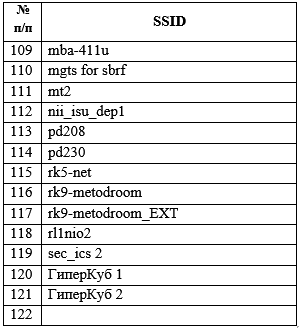 № п/п SSID
109 mba-411u
110 mgts for sbrf
111 mt2
112 nii_isu_dep1
113 pd208
114 pd230
115 rk5-net
116 rk9-metodroom
117 rk9-metodroom_EXT
118 rl1nio2
119 sec_ics 2
120 ГиперКуб 1
121 ГиперКуб 2
122